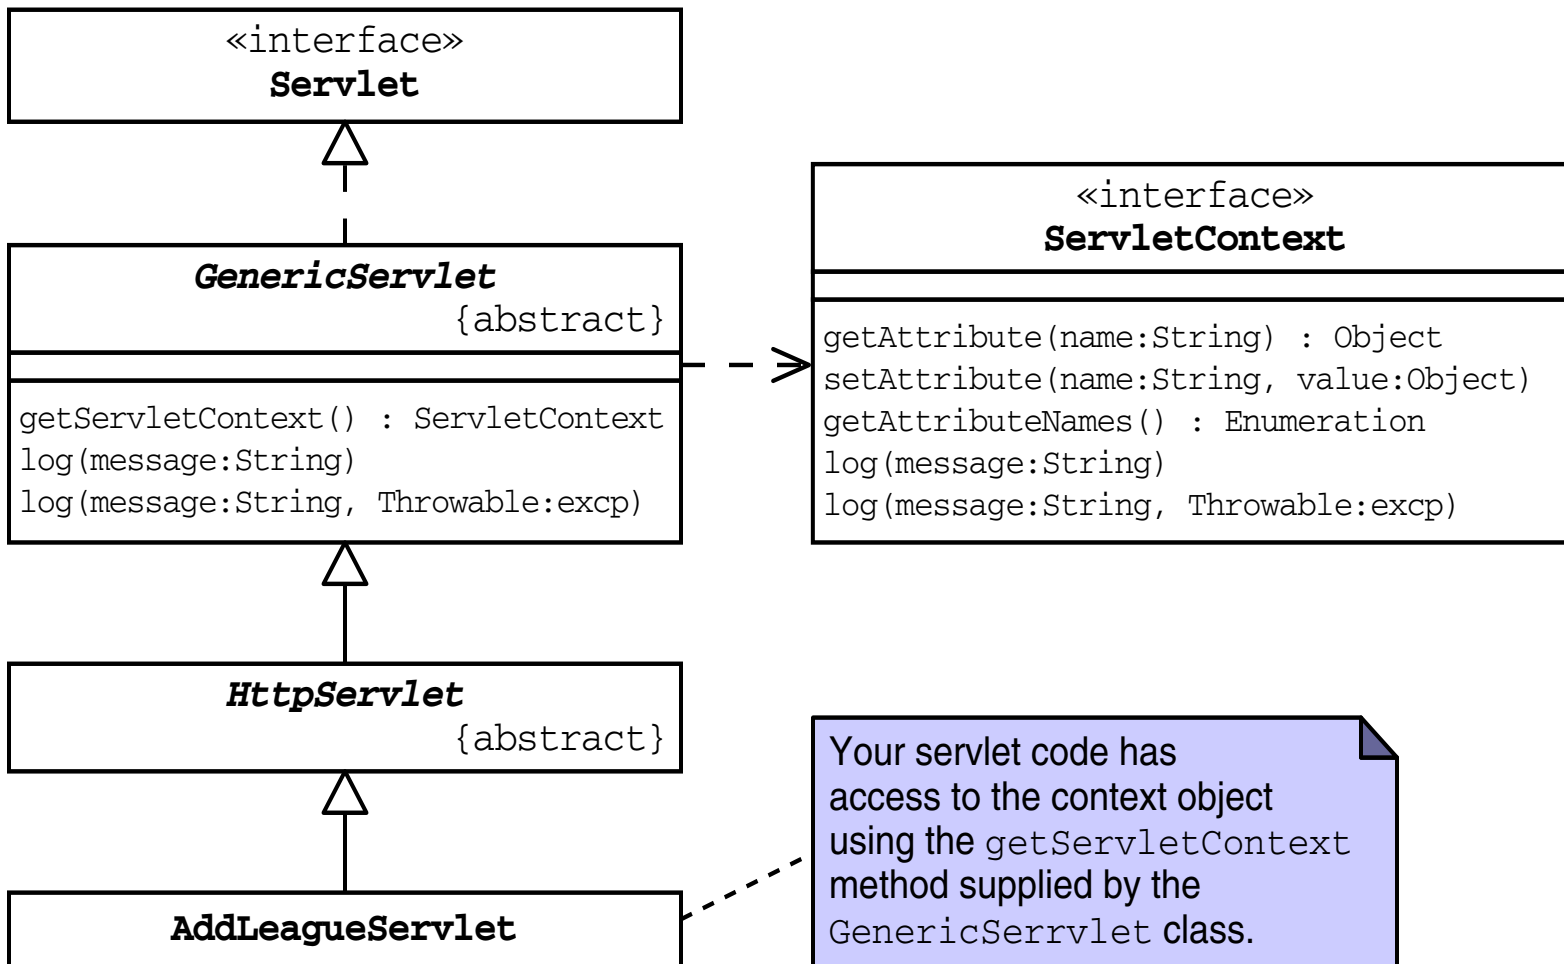 «interface»
Servlet
GenericServlet
{abstract}
getServletContext() : ServletContext
log(message:String)
log(message:String, Throwable:excp)
«interface»
ServletContext
getAttribute(name:String) : Object
setAttribute(name:String, value:Object)
getAttributeNames() : Enumeration
log(message:String)
log(message:String, Throwable:excp)
HttpServlet
{abstract}
AddLeagueServlet
Your servlet code has
access to the context object
using the getServletContext
method supplied by the
GenericSerrvlet class.